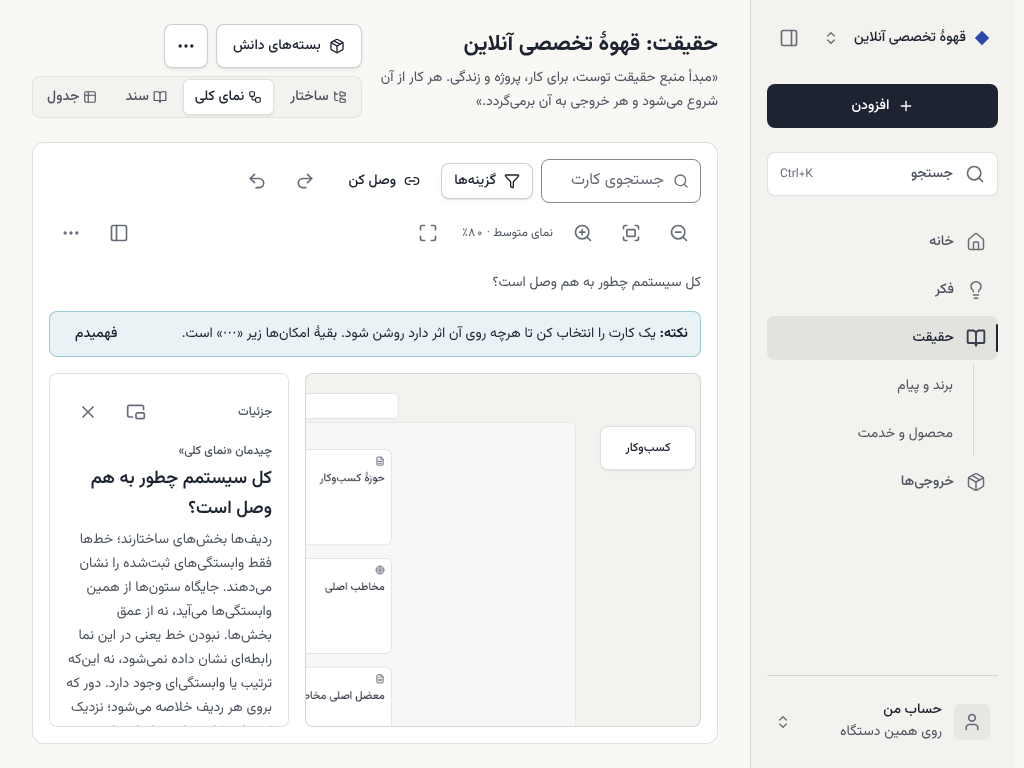 قهوهٔ تخصصی آنلاین
افزودن
جستجو
Ctrl+K
خانه
فکر
حقیقت
برند و پیام
محصول و خدمت
خروجی‌ها
حساب من
روی همین دستگاه
حقیقت: قهوهٔ تخصصی آنلاین
«مبدأ منبع حقیقت توست، برای کار، پروژه و زندگی. هر کار از آن
شروع می‌شود و هر خروجی به آن برمی‌گردد.»
بسته‌های دانش
ساختار
نمای کلی
سند
جدول
جستجوی کارت
گزینه‌ها
وصل کن
نمای متوسط · ۸۰٪
کل سیستمم چطور به هم وصل است؟
نکته: یک کارت را انتخاب کن تا هرچه روی آن اثر دارد روشن شود. بقیهٔ امکان‌ها زیر «⋯» است.
فهمیدم
کسب‌وکار
حوزهٔ کسب‌وکار
مخاطب اصلی
معضل اصلی
جزئیات
چیدمان «نمای کلی»
کل سیستمم چطور به هم
وصل است؟
ردیف‌ها بخش‌های ساختارند؛ خط‌ها
فقط وابستگی‌های ثبت‌شده را نشان
می‌دهند. جایگاه ستون‌ها از همین
وابستگی‌ها می‌آید، نه از عمق
بخش‌ها. نبودن خط یعنی در این نما
رابطه‌ای نشان داده نمی‌شود، نه این‌که
ترتیب یا وابستگی‌ای وجود دارد. دور که
بروی هر ردیف خلاصه می‌شود؛ نزدیک